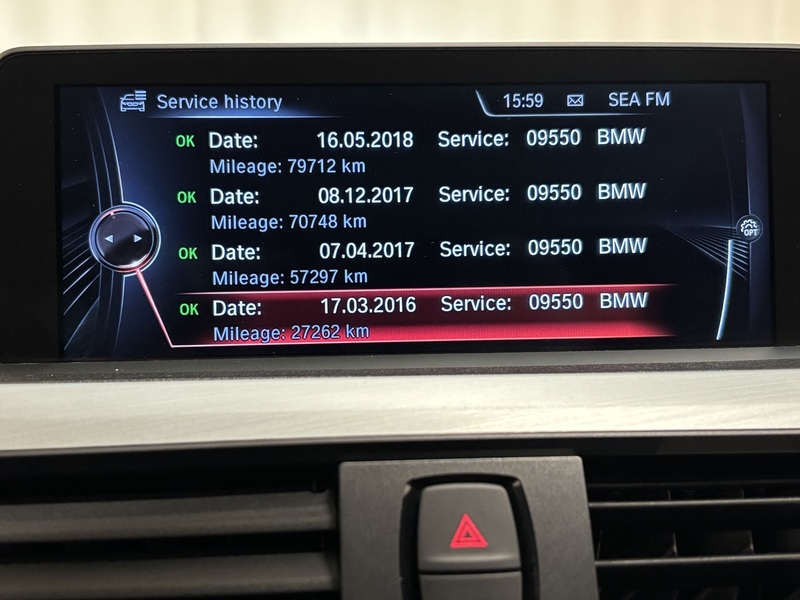 Service history 15:59 SEA FM
OK Date: 16.05.2018 Service: 09550 BMW
Mileage: 79712 km
OK Date: 08.12.2017 Service: 09550 BMW
Mileage: 70748 km
OK Date: 07.04.2017 Service: 09550 BMW
Mileage: 57297 km
OK Date: 17.03.2016 Service: 09550 BMW
Mileage: 27262 km
OPT